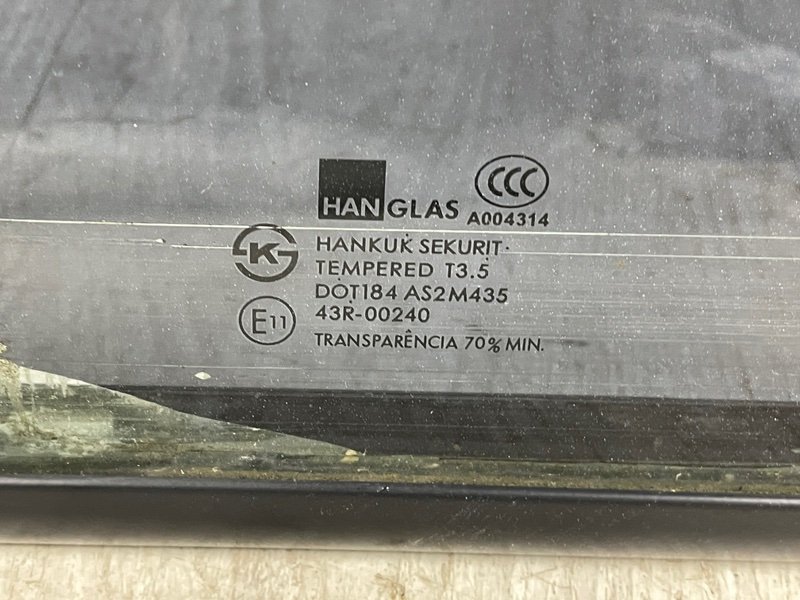 HANGLAS
CCC
A004314
K
HANKUK SEKURIT
TEMPERED T3.5
DOT184 AS2M435
E11
43R-00240
TRANSPARÊNCIA 70% MIN.